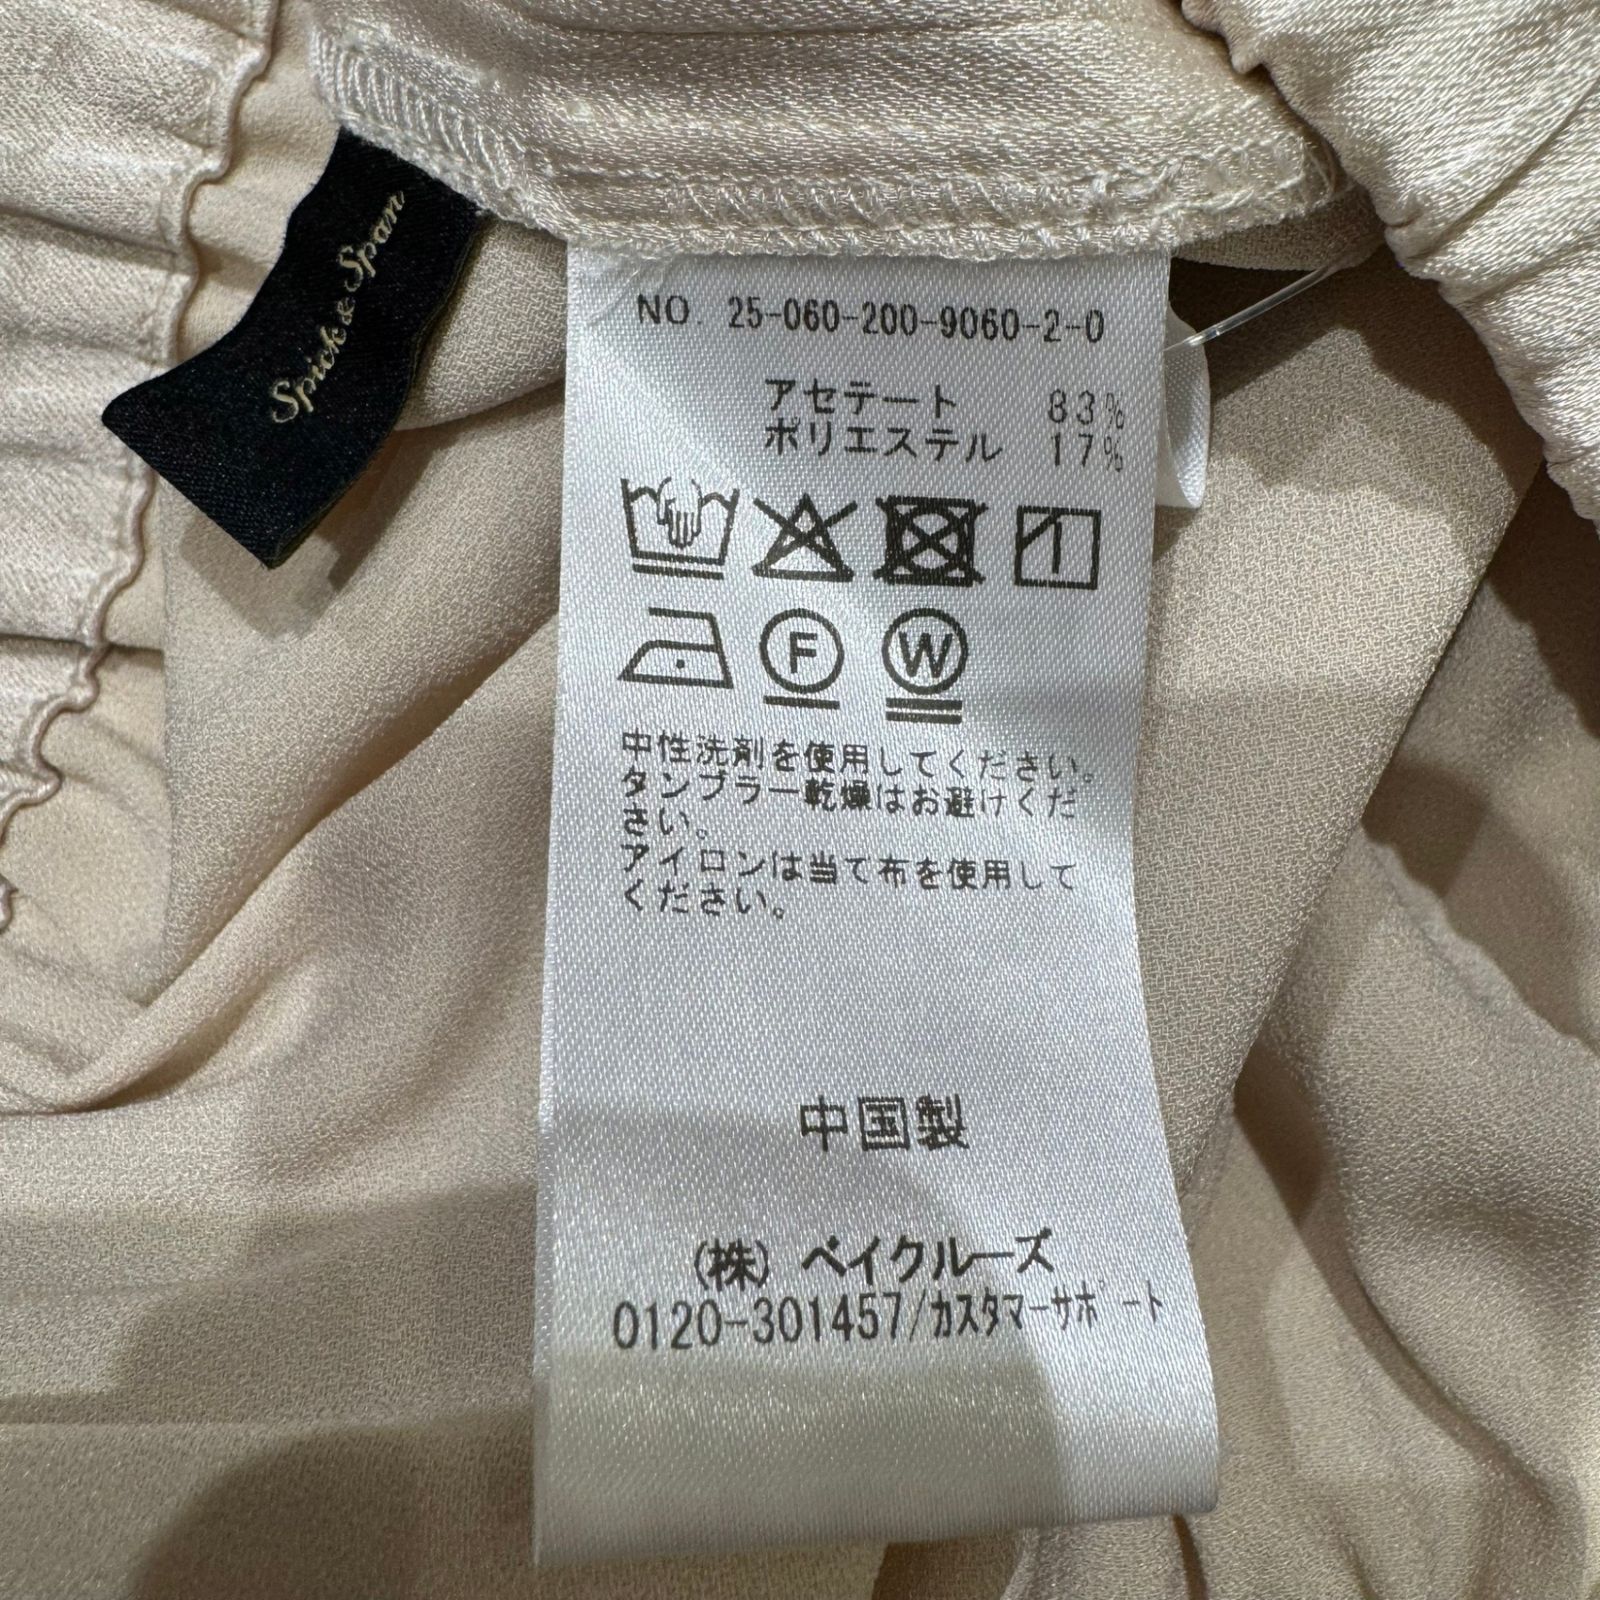 Spick & Span
NO. 25-060-200-9060-2-0
アセテート 83%
ポリエステル 17%
F W
中性洗剤を使用してください。
タンブラー乾燥はお避けくだ
さい。
アイロンは当て布を使用して
ください。
中国製
(株) ベイクルーズ
0120-301457/カスタマーサポート